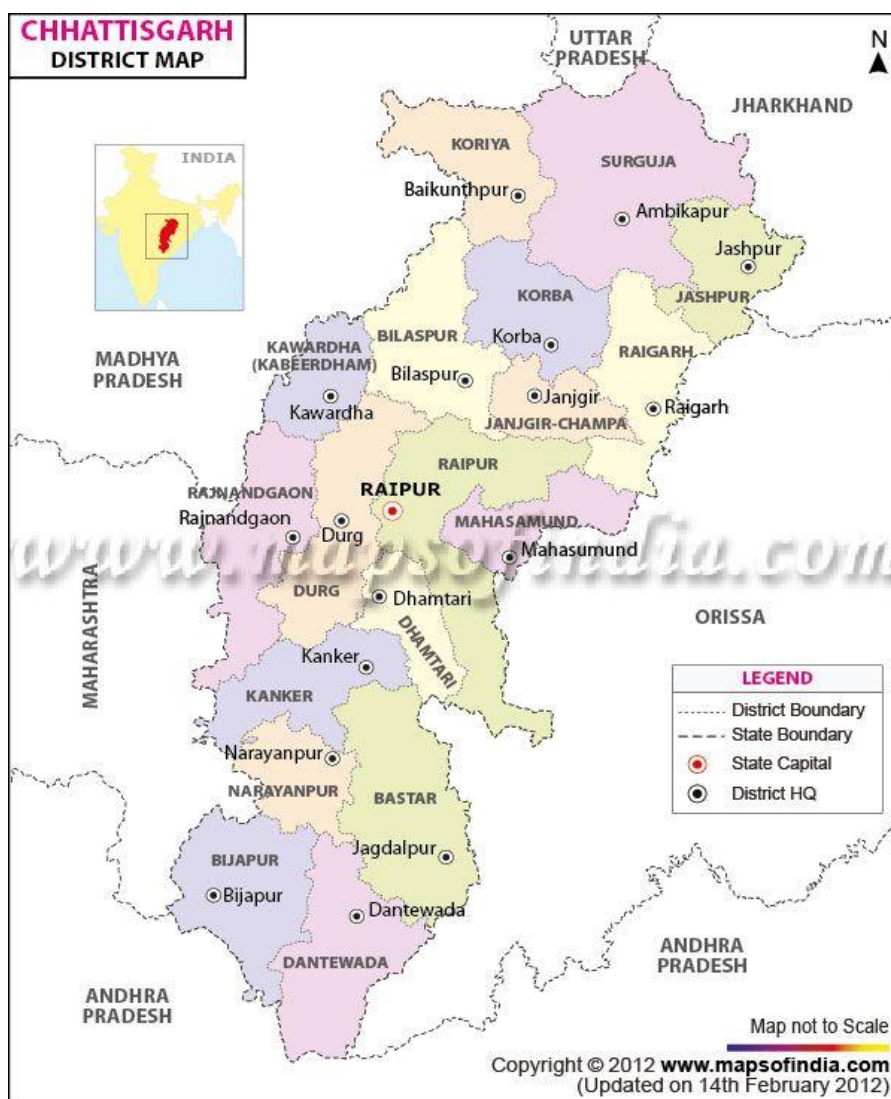 CHHATTISGARH
DISTRICT MAP
UTTAR
PRADESH
N
JHARKHAND
INDIA
KORIYA
SURGUJA
Baikunthpur
Ambikapur
Jashpur
JASHPUR
KORBA
Korba
BILASPUR
Bilaspur
RAIGARH
Raigarh
MADHYA
PRADESH
KAWARDHA
(KABEERDHAM)
Kawardha
Janjgir
JANJGIR-CHAMPA
RAIPUR
RAIPUR
RAJNANDGAON
Rajnandgaon
Durg
MAHASAMUND
Mahasumund
www.mapsofindia.com
MAHARASHTRA
DURG
Dhamtari
DHAMTARI
ORISSA
Kanker
KANKER
LEGEND
District Boundary
State Boundary
State Capital
District HQ
Narayanpur
NARAYANPUR
BASTAR
Jagdalpur
BIJAPUR
Bijapur
Dantewada
DANTEWADA
ANDHRA
PRADESH
ANDHRA
PRADESH
Map not to Scale
Copyright © 2012 www.mapsofindia.com
(Updated on 14th February 2012)